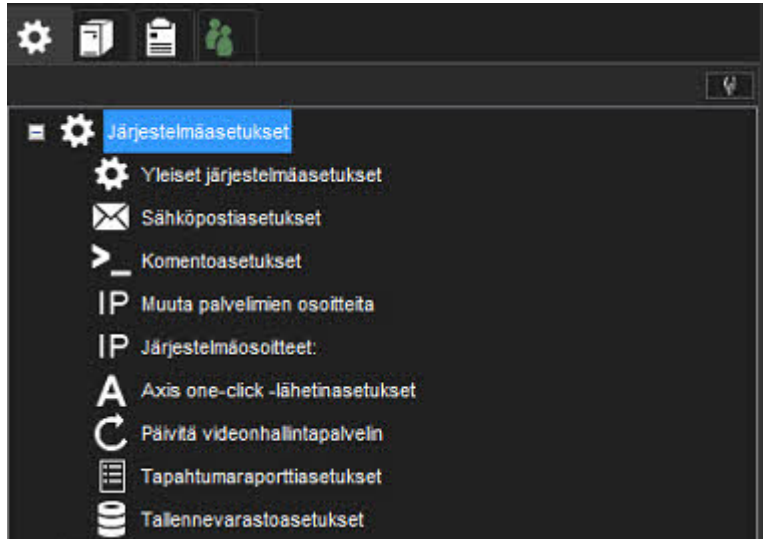 Järjestelmäasetukset
Yleiset järjestelmäasetukset
Sähköpostiasetukset
>_ Komentoasetukset
IP Muuta palvelimien osoitteita
IP Järjestelmäosoitteet:
A Axis one-click -lähetinasetukset
Päivitä videonhallintapalvelin
Tapahtumaraporttiasetukset
Tallennevarastoasetukset